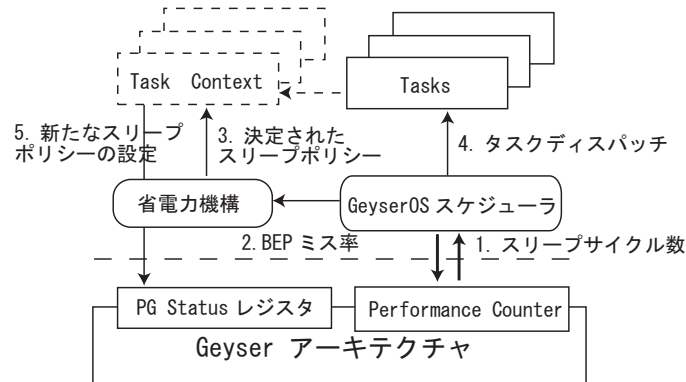 Task Context
Tasks
5. 新たなスリープ
ポリシーの設定
3. 決定された
スリープポリシー
4. タスクディスパッチ
省電力機構
GeyserOS スケジューラ
2. BEP ミス率
1. スリープサイクル数
PG Status レジスタ
Performance Counter
Geyser アーキテクチャ